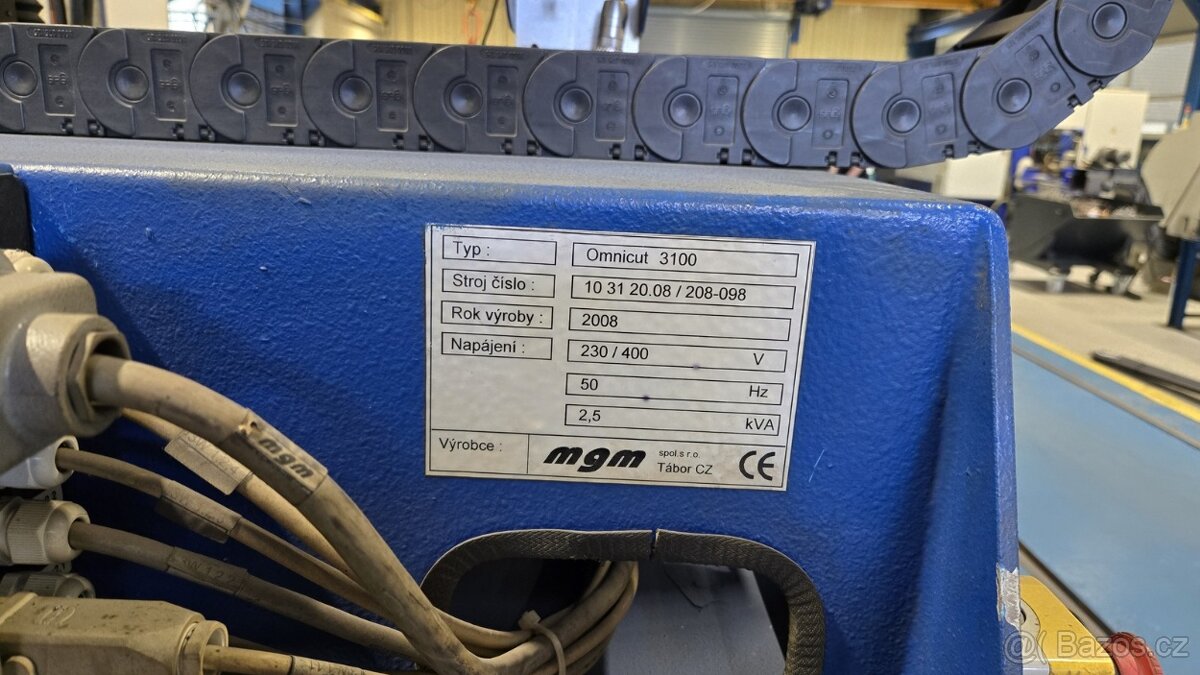 Typ : Omnicut 3100
Stroj číslo : 10 31 20.08 / 208-098
Rok výroby : 2008
Napájení : 230 / 400 V
50 Hz
2,5 kVA
Výrobce : mgm spol.s r.o.
Tábor CZ CE
mgm
Bazos.cz